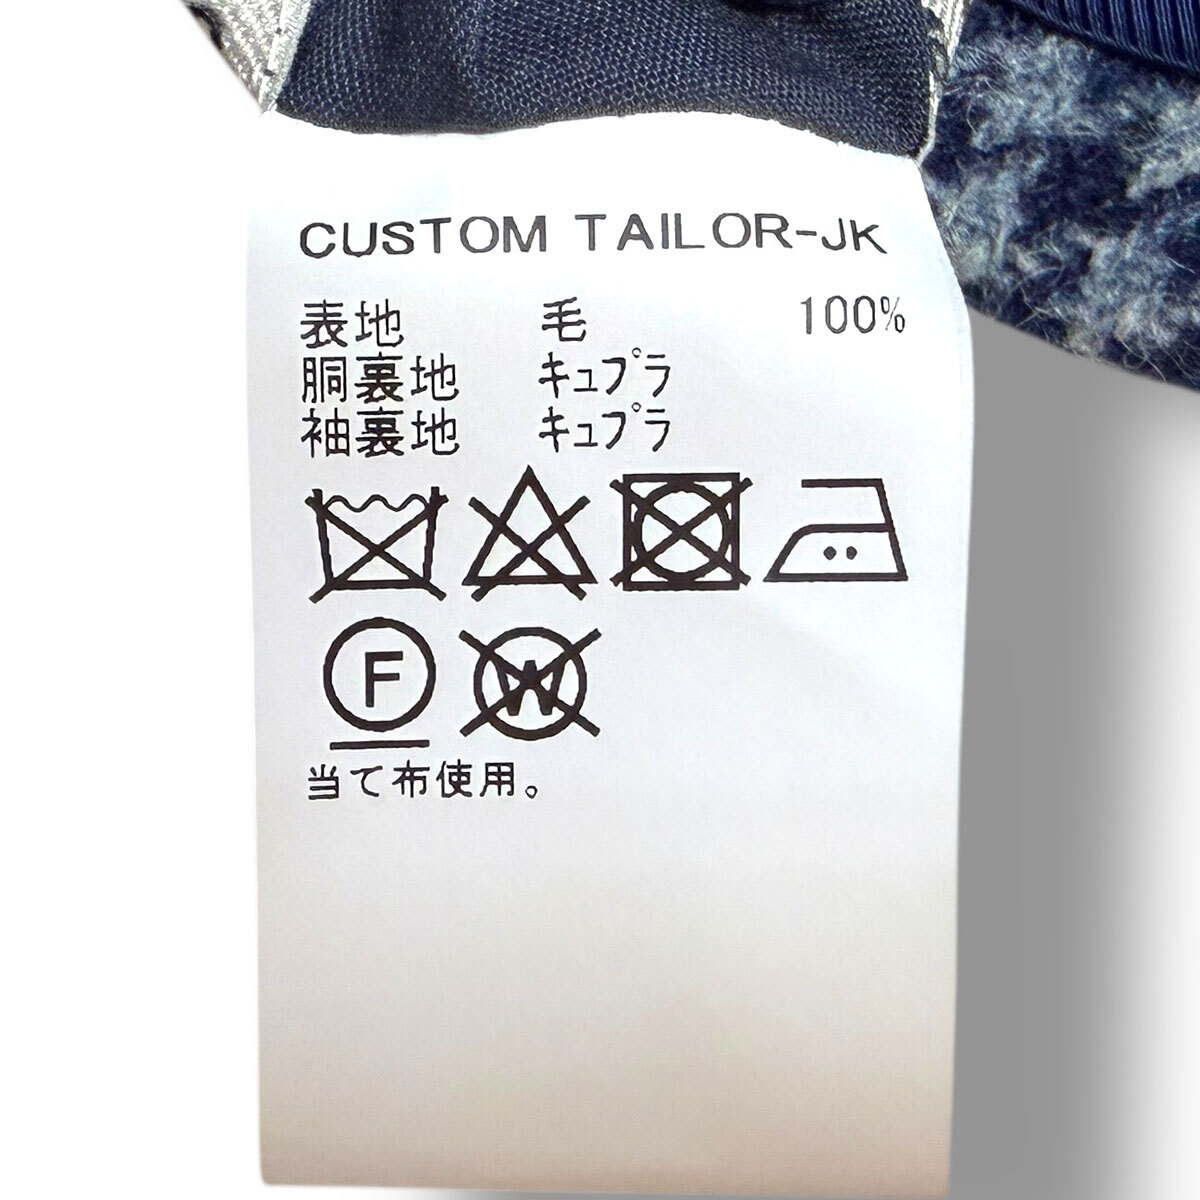 CUSTOM TAILOR-JK
表地 毛 100%
胴裏地 キュプラ
袖裏地 キュプラ
F W
当て布使用。